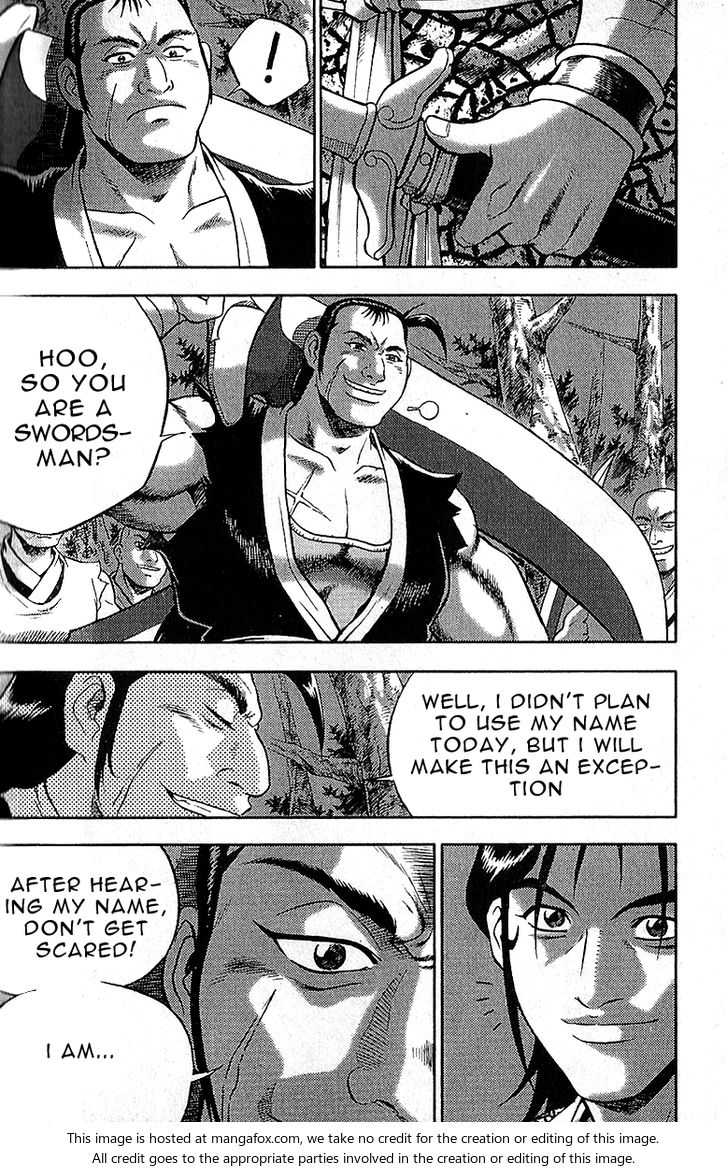 !
HOO,
SO YOU
ARE A
SWORDS-
MAN?
WELL, I DIDN'T PLAN
TO USE MY NAME
TODAY, BUT I WILL
MAKE THIS AN EXCEP-
TION
AFTER HEAR-
ING MY NAME,
DON'T GET
SCARED!
I AM...
This image is hosted at mangafox.com, we take no credit for the creation or editing of this image.
All credit goes to the appropriate parties involved in the creation or editing of this image.